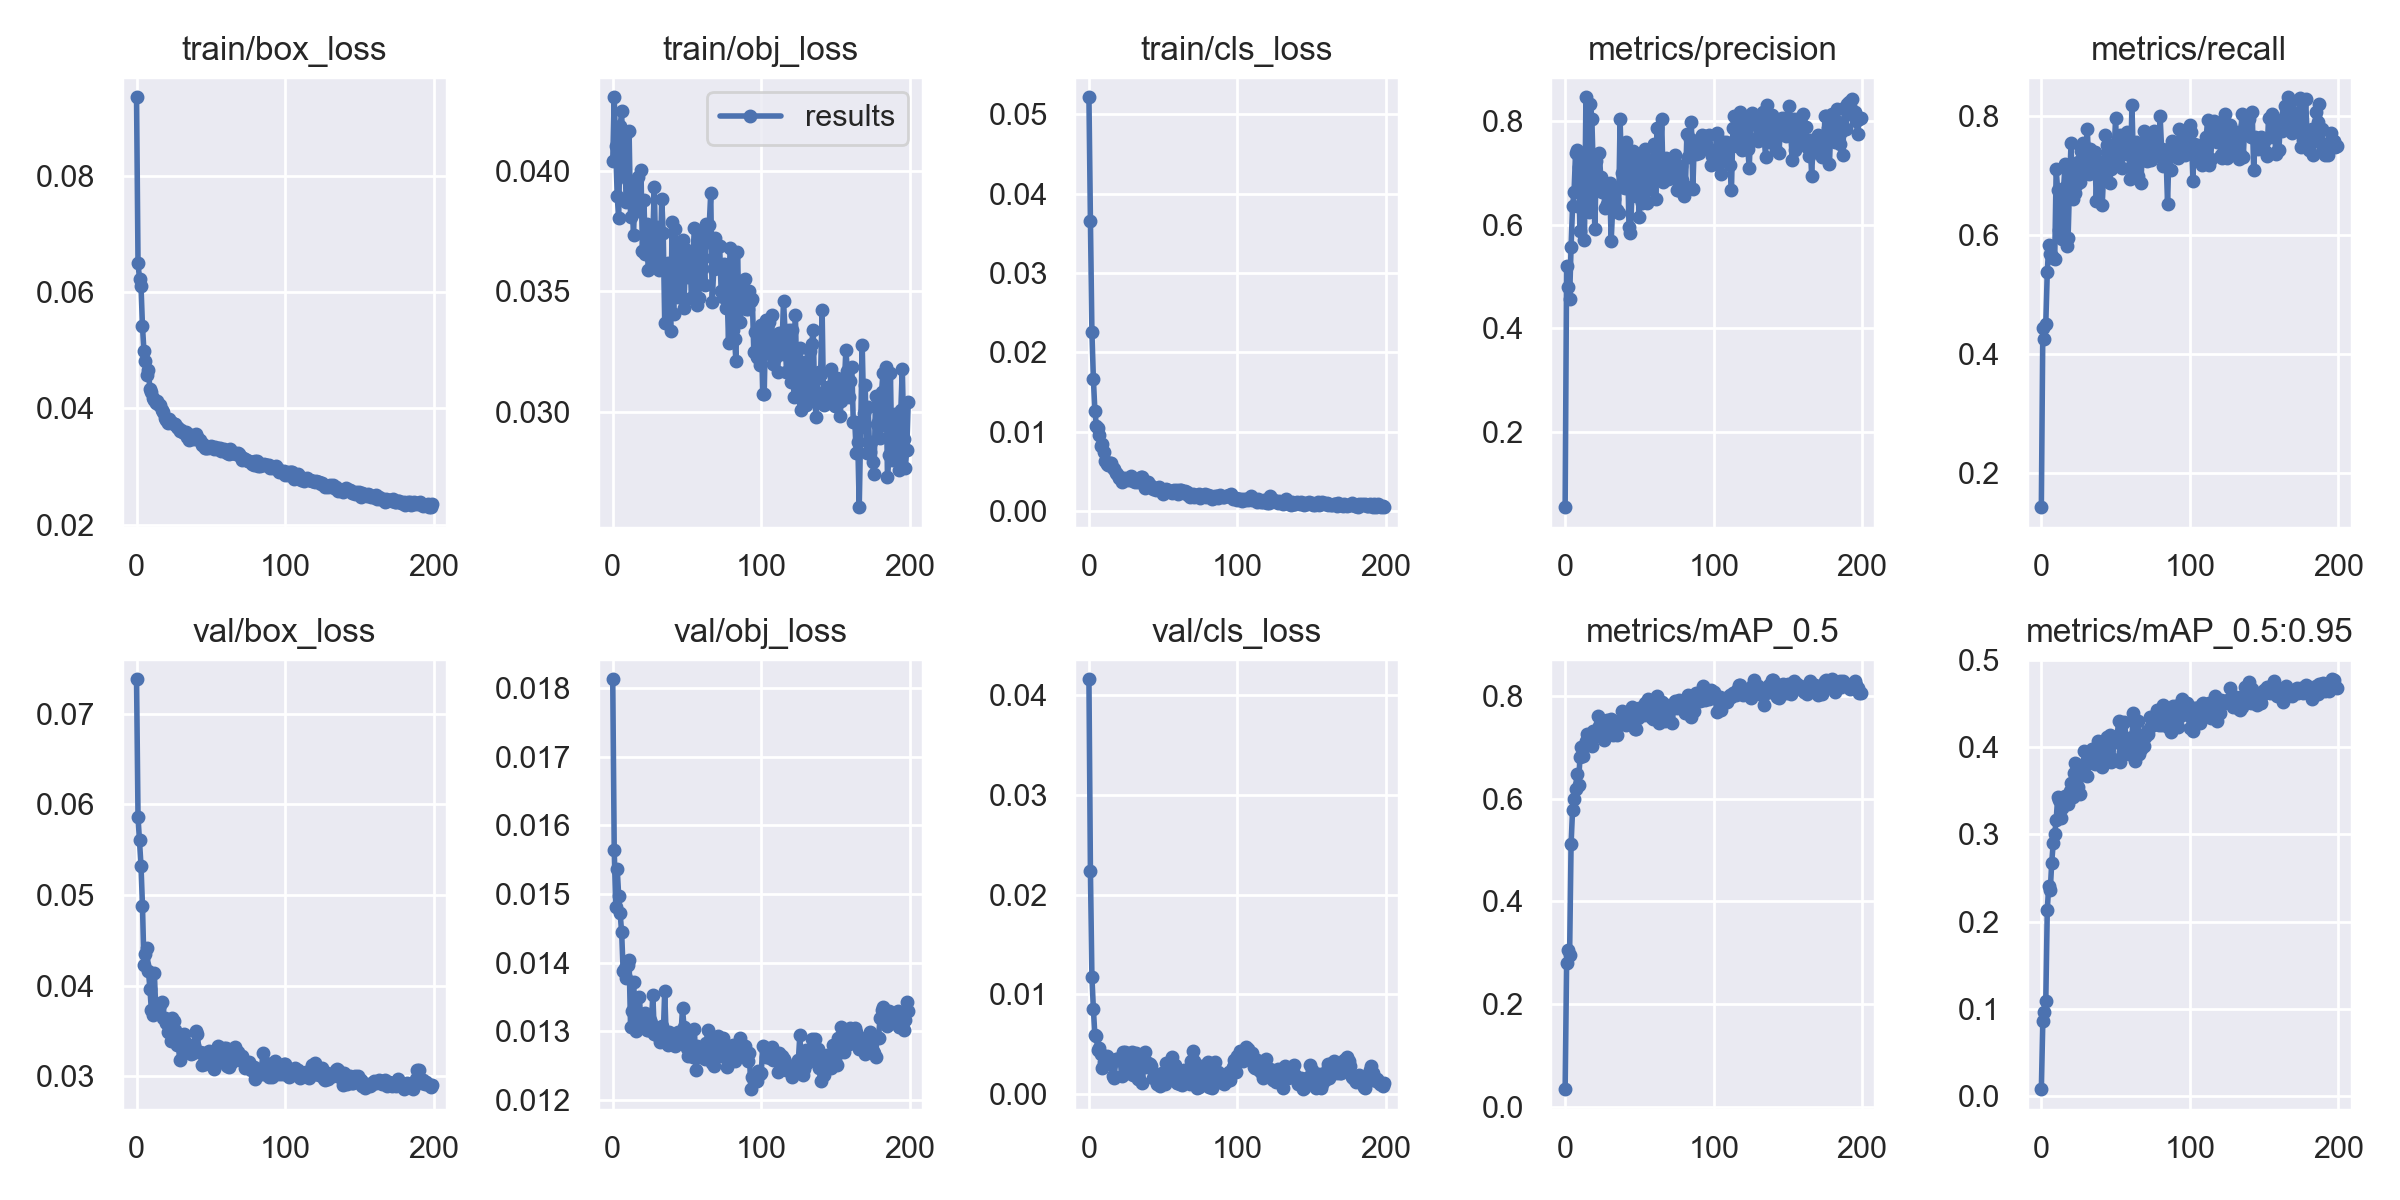 train/box_loss
train/obj_loss
train/cls_loss
metrics/precision
metrics/recall
results
0.08
0.06
0.04
0.02
0 100 200
0.040
0.035
0.030
0 100 200
0.05
0.04
0.03
0.02
0.01
0.00
0 100 200
0.8
0.6
0.4
0.2
0 100 200
0.8
0.6
0.4
0.2
0 100 200
val/box_loss
val/obj_loss
val/cls_loss
metrics/mAP_0.5
metrics/mAP_0.5:0.95
0.07
0.06
0.05
0.04
0.03
0 100 200
0.018
0.017
0.016
0.015
0.014
0.013
0.012
0 100 200
0.04
0.03
0.02
0.01
0.00
0 100 200
0.8
0.6
0.4
0.2
0.0
0 100 200
0.5
0.4
0.3
0.2
0.1
0.0
0 100 200